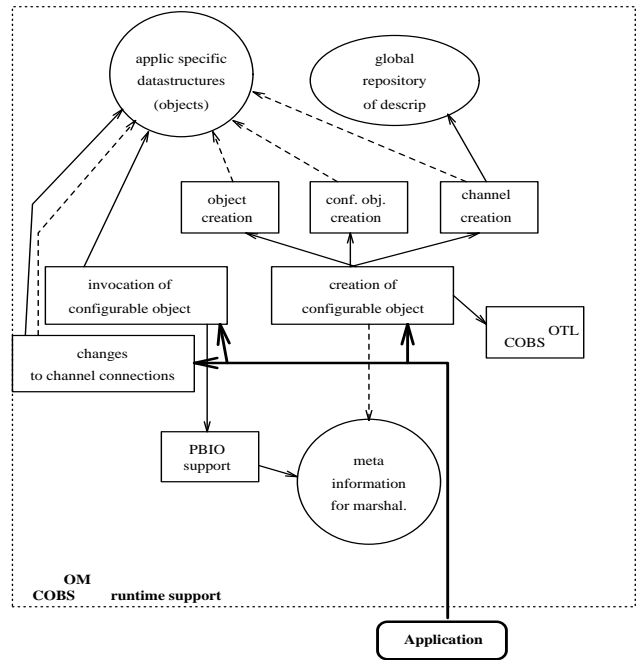 applic specific
datastructures
(objects)
global
repository
of descrip
object
creation
conf. obj.
creation
channel
creation
invocation of
configurable object
creation of
configurable object
OTL
COBS
changes
to channel connections
PBIO
support
meta
information
for marshal.
OM
COBS runtime support
Application